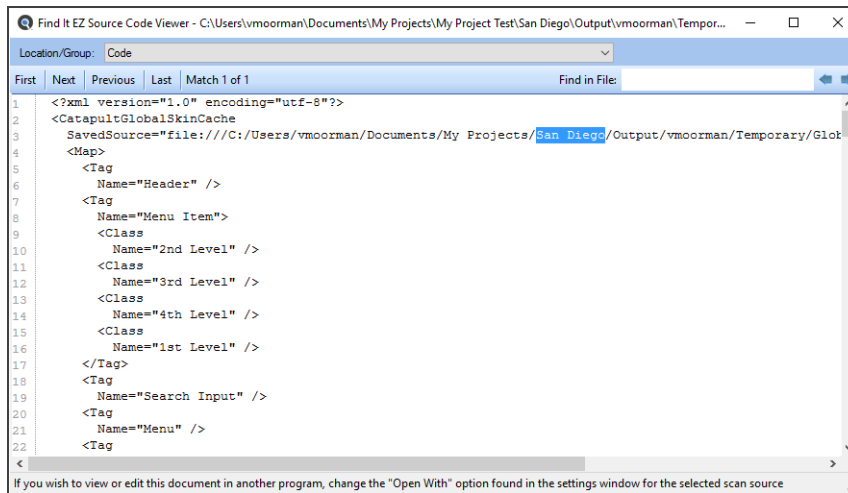 Find It EZ Source Code Viewer - C:\Users\vmoorman\Documents\My Projects\My Project Test\San Diego\Output\vmoorman\Tempor...
Location/Group: Code
First Next Previous Last Match 1 of 1 Find in File:
1 <?xml version="1.0" encoding="utf-8"?>
2 <CatapultGlobalSkinCache
3 SavedSource="file:///C:/Users/vmoorman/Documents/My Projects/San Diego/Output/vmoorman/Temporary/Glob
4 <Map>
5 <Tag
6 Name="Header" />
7 <Tag
8 Name="Menu Item">
9 <Class
10 Name="2nd Level" />
11 <Class
12 Name="3rd Level" />
13 <Class
14 Name="4th Level" />
15 <Class
16 Name="1st Level" />
17 </Tag>
18 <Tag
19 Name="Search Input" />
20 <Tag
21 Name="Menu" />
22 <Tag
If you wish to view or edit this document in another program, change the "Open With" option found in the settings window for the selected scan source